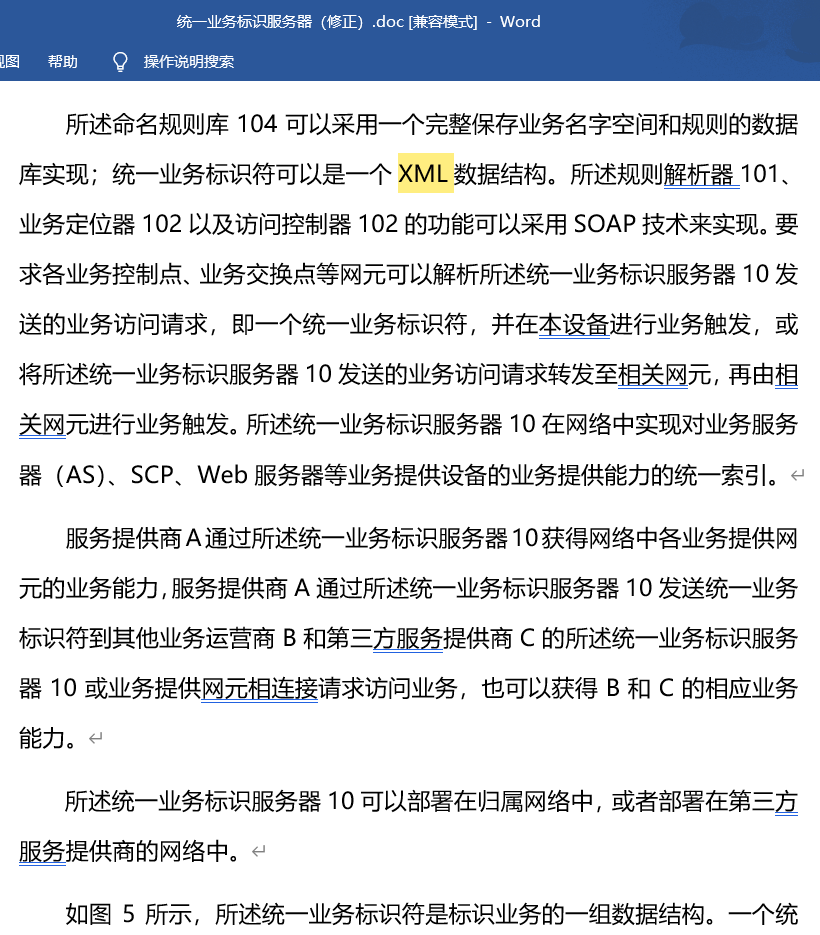 统一业务标识服务器（修正）.doc [兼容模式] - Word
视图 帮助 操作说明搜索
所述命名规则库 104 可以采用一个完整保存业务名字空间和规则的数据
库实现；统一业务标识符可以是一个 XML 数据结构。所述规则解析器 101、
业务定位器 102 以及访问控制器 102 的功能可以采用 SOAP 技术来实现。要
求各业务控制点、业务交换点等网元可以解析所述统一业务标识服务器 10 发
送的业务访问请求，即一个统一业务标识符，并在本设备进行业务触发，或
将所述统一业务标识服务器 10 发送的业务访问请求转发至相关网元，再由相
关网元进行业务触发。所述统一业务标识服务器 10 在网络中实现对业务服务
器（AS）、SCP、Web 服务器等业务提供设备的业务提供能力的统一索引。
服务提供商 A 通过所述统一业务标识服务器 10 获得网络中各业务提供网
元的业务能力，服务提供商 A 通过所述统一业务标识服务器 10 发送统一业务
标识符到其他业务运营商 B 和第三方服务提供商 C 的所述统一业务标识服务
器 10 或业务提供网元相连接请求访问业务，也可以获得 B 和 C 的相应业务
能力。
所述统一业务标识服务器 10 可以部署在归属网络中，或者部署在第三方
服务提供商的网络中。
如图 5 所示，所述统一业务标识符是标识业务的一组数据结构。一个统